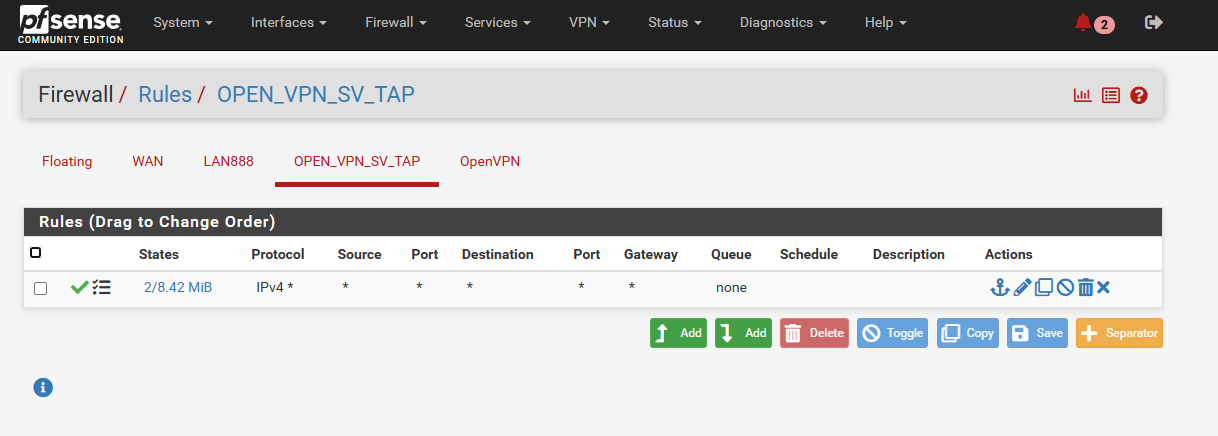 pfsense
COMMUNITY EDITION
System Interfaces Firewall Services VPN Status Diagnostics Help 2
Firewall / Rules / OPEN_VPN_SV_TAP
Floating WAN LAN888 OPEN_VPN_SV_TAP OpenVPN
Rules (Drag to Change Order)
States Protocol Source Port Destination Port Gateway Queue Schedule Description Actions
2/8.42 MiB IPv4 * * * * * * none
Add Add Delete Toggle Copy Save Separator